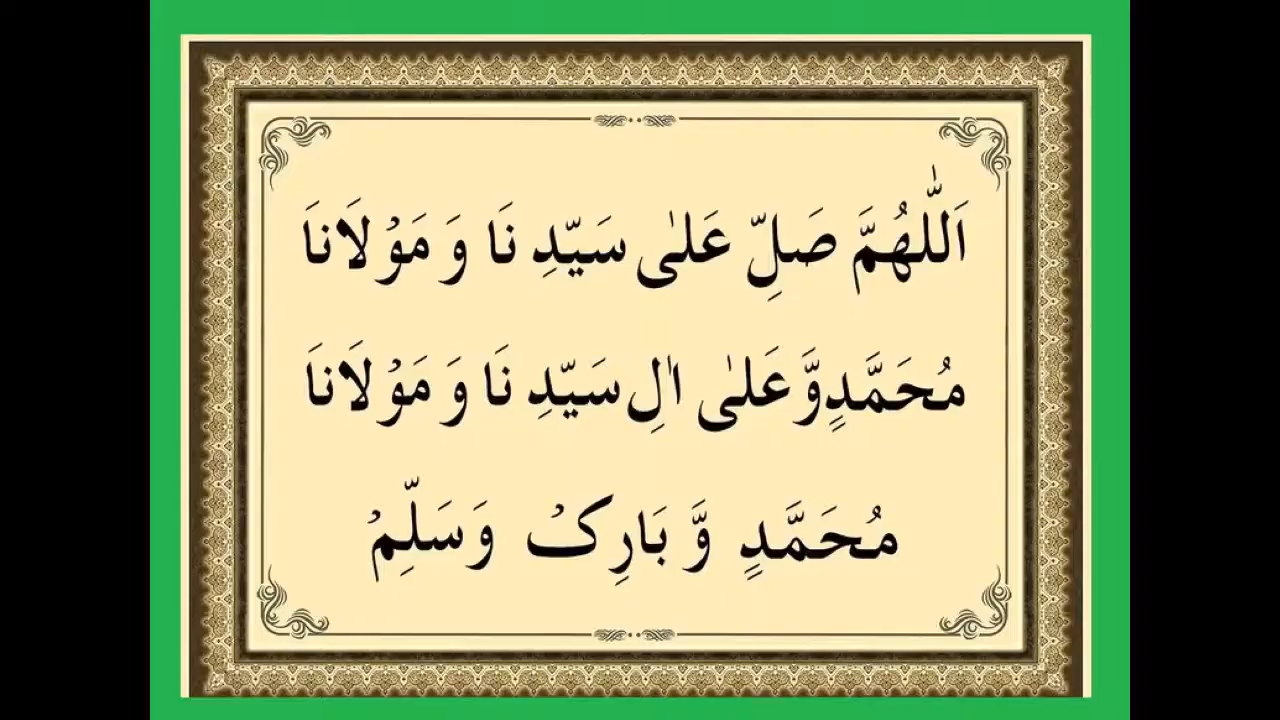 اَللّٰهُمَّ صَلِّ عَلٰى سَيِّدِ نَا وَ مَوْلَانَا
مُحَمَّدٍ وَّ عَلٰى اٰلِ سَيِّدِ نَا وَ مَوْلَانَا
مُحَمَّدٍ وَّ بَارِکْ وَسَلِّمْ